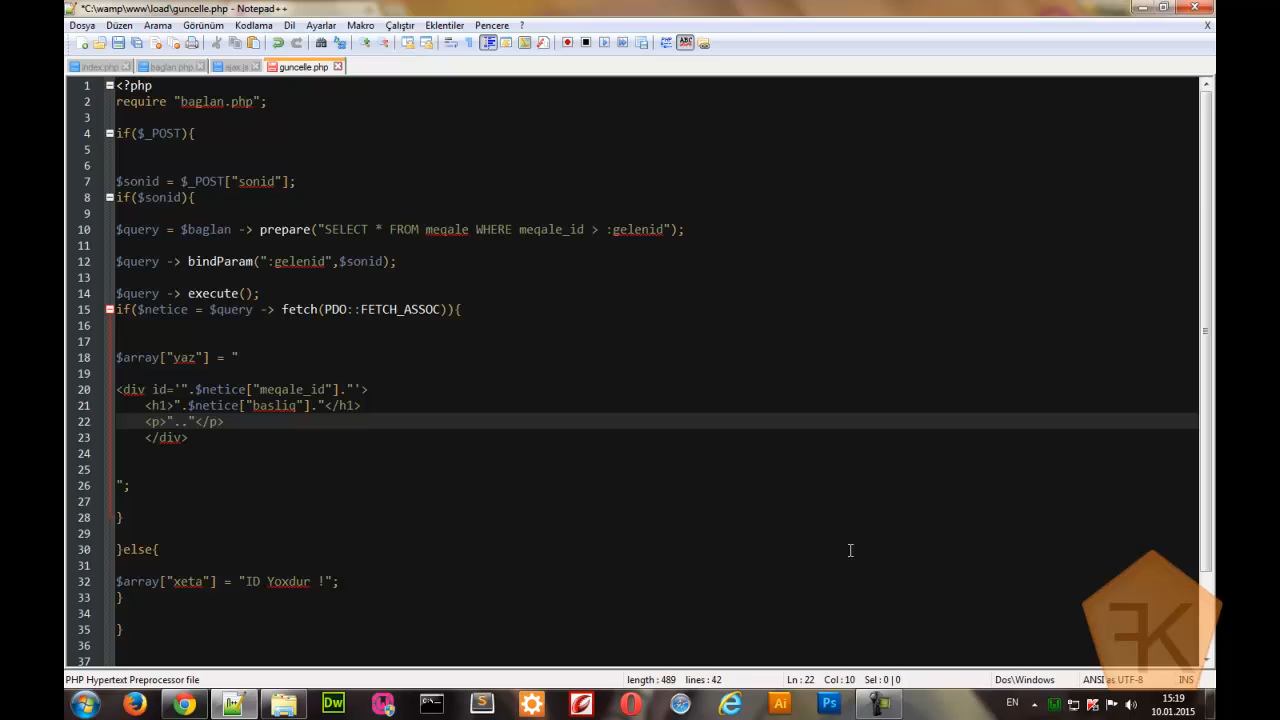 *C:\wamp\www\load\guncelle.php - Notepad++
Dosya Düzen Arama Görünüm Kodlama Dil Ayarlar Makro Çalıştır Eklentiler Pencere X
index.php baglan.php ajax.js guncelle.php
1 <?php
2 require "baglan.php";
3
4 if($_POST){
5
6
7 $sonid = $_POST["sonid"];
8 if($sonid){
9
10 $query = $baglan -> prepare("SELECT * FROM meqale WHERE meqale_id > :gelenid");
11
12 $query -> bindParam(":gelenid",$sonid);
13
14 $query -> execute();
15 if($netice = $query -> fetch(PDO::FETCH_ASSOC)){
16
17
18 $array["yaz"] = "
19
20 <div id='".$netice["meqale_id"]."'>
21 <h1>".$netice["basliq"]."</h1>
22 <p>".."</p>
23 </div>
24
25
26 ";
27
28 }
29
30 }else{
31
32 $array["xeta"] = "ID Yoxdur !";
33 }
34
35 }
36
37
PHP Hypertext Preprocessor file length : 489 lines : 42 Ln : 22 Col : 10 Sel : 0 | 0 Dos\Windows ANSI as UTF-8 INS
Dw S Ai Ps EN 15:19
10.01.2015
FK